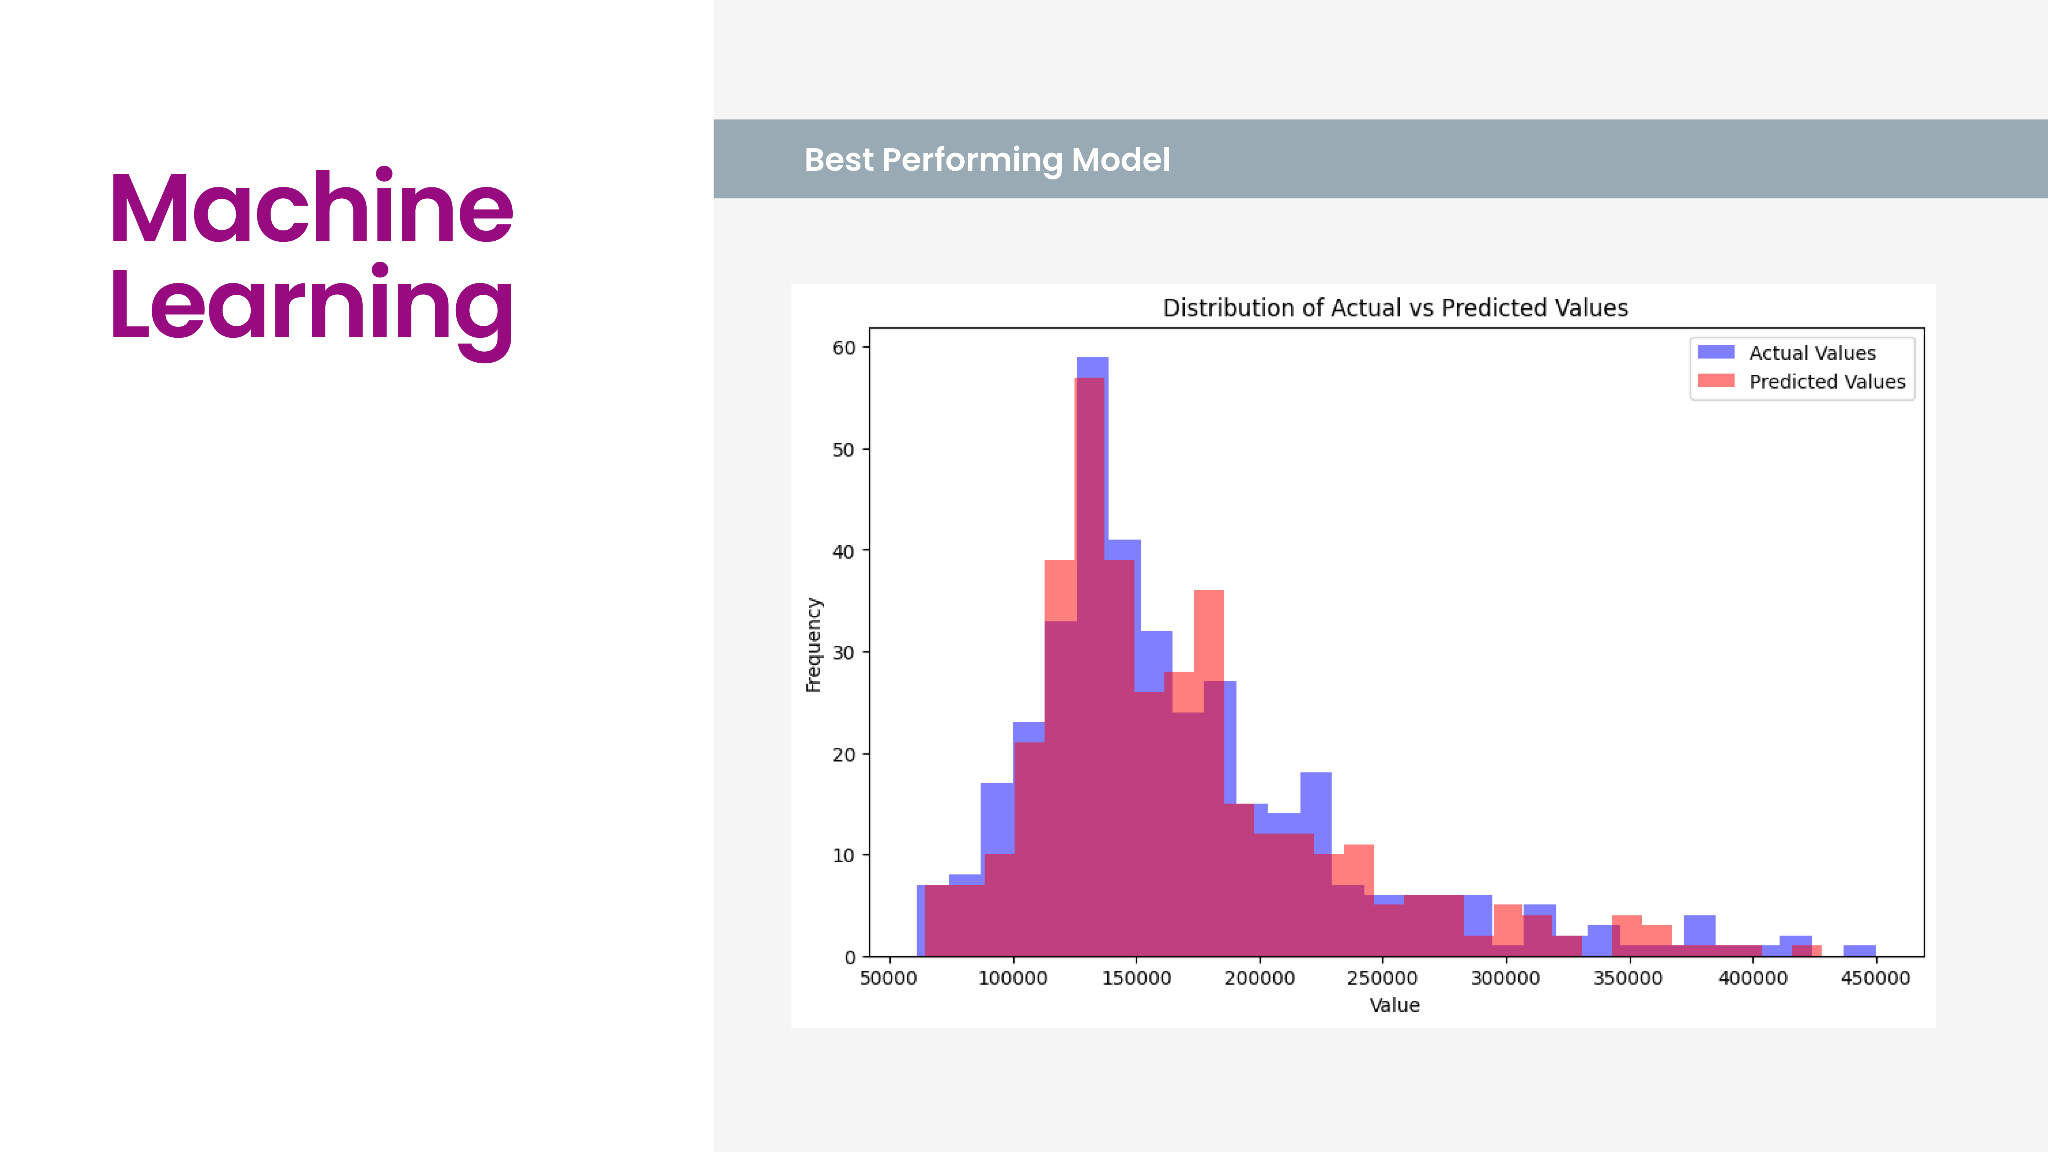 Machine
Learning
Best Performing Model
Distribution of Actual vs Predicted Values
Actual Values
Predicted Values
Frequency
60
50
40
30
20
10
0
50000 100000 150000 200000 250000 300000 350000 400000 450000
Value